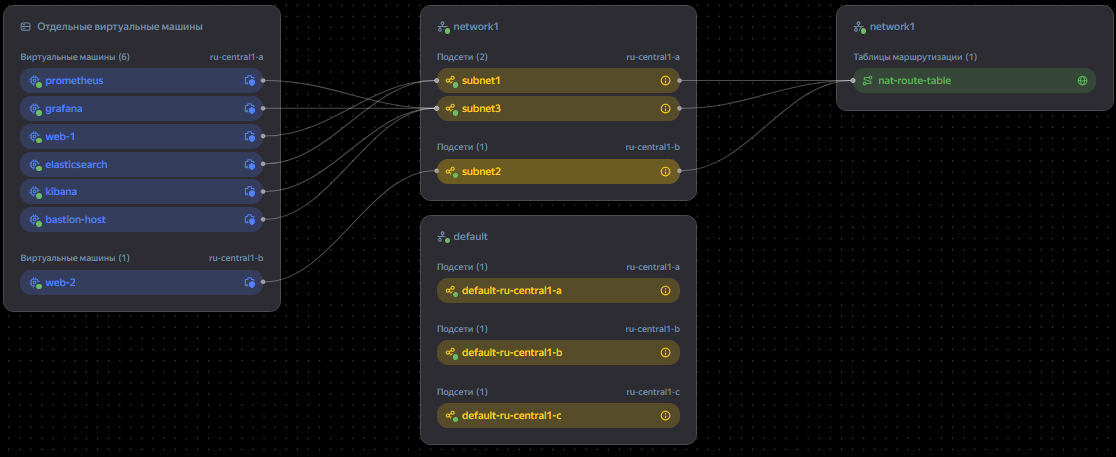 Отдельные виртуальные машины
Виртуальные машины (6) ru-central1-a
prometheus
grafana
web-1
elasticsearch
kibana
bastion-host
Виртуальные машины (1) ru-central1-b
web-2
network1
Подсети (2) ru-central1-a
subnet1
subnet3
Подсети (1) ru-central1-b
subnet2
default
Подсети (1) ru-central1-a
default-ru-central1-a
Подсети (1) ru-central1-b
default-ru-central1-b
Подсети (1) ru-central1-c
default-ru-central1-c
network1
Таблицы маршрутизации (1)
nat-route-table